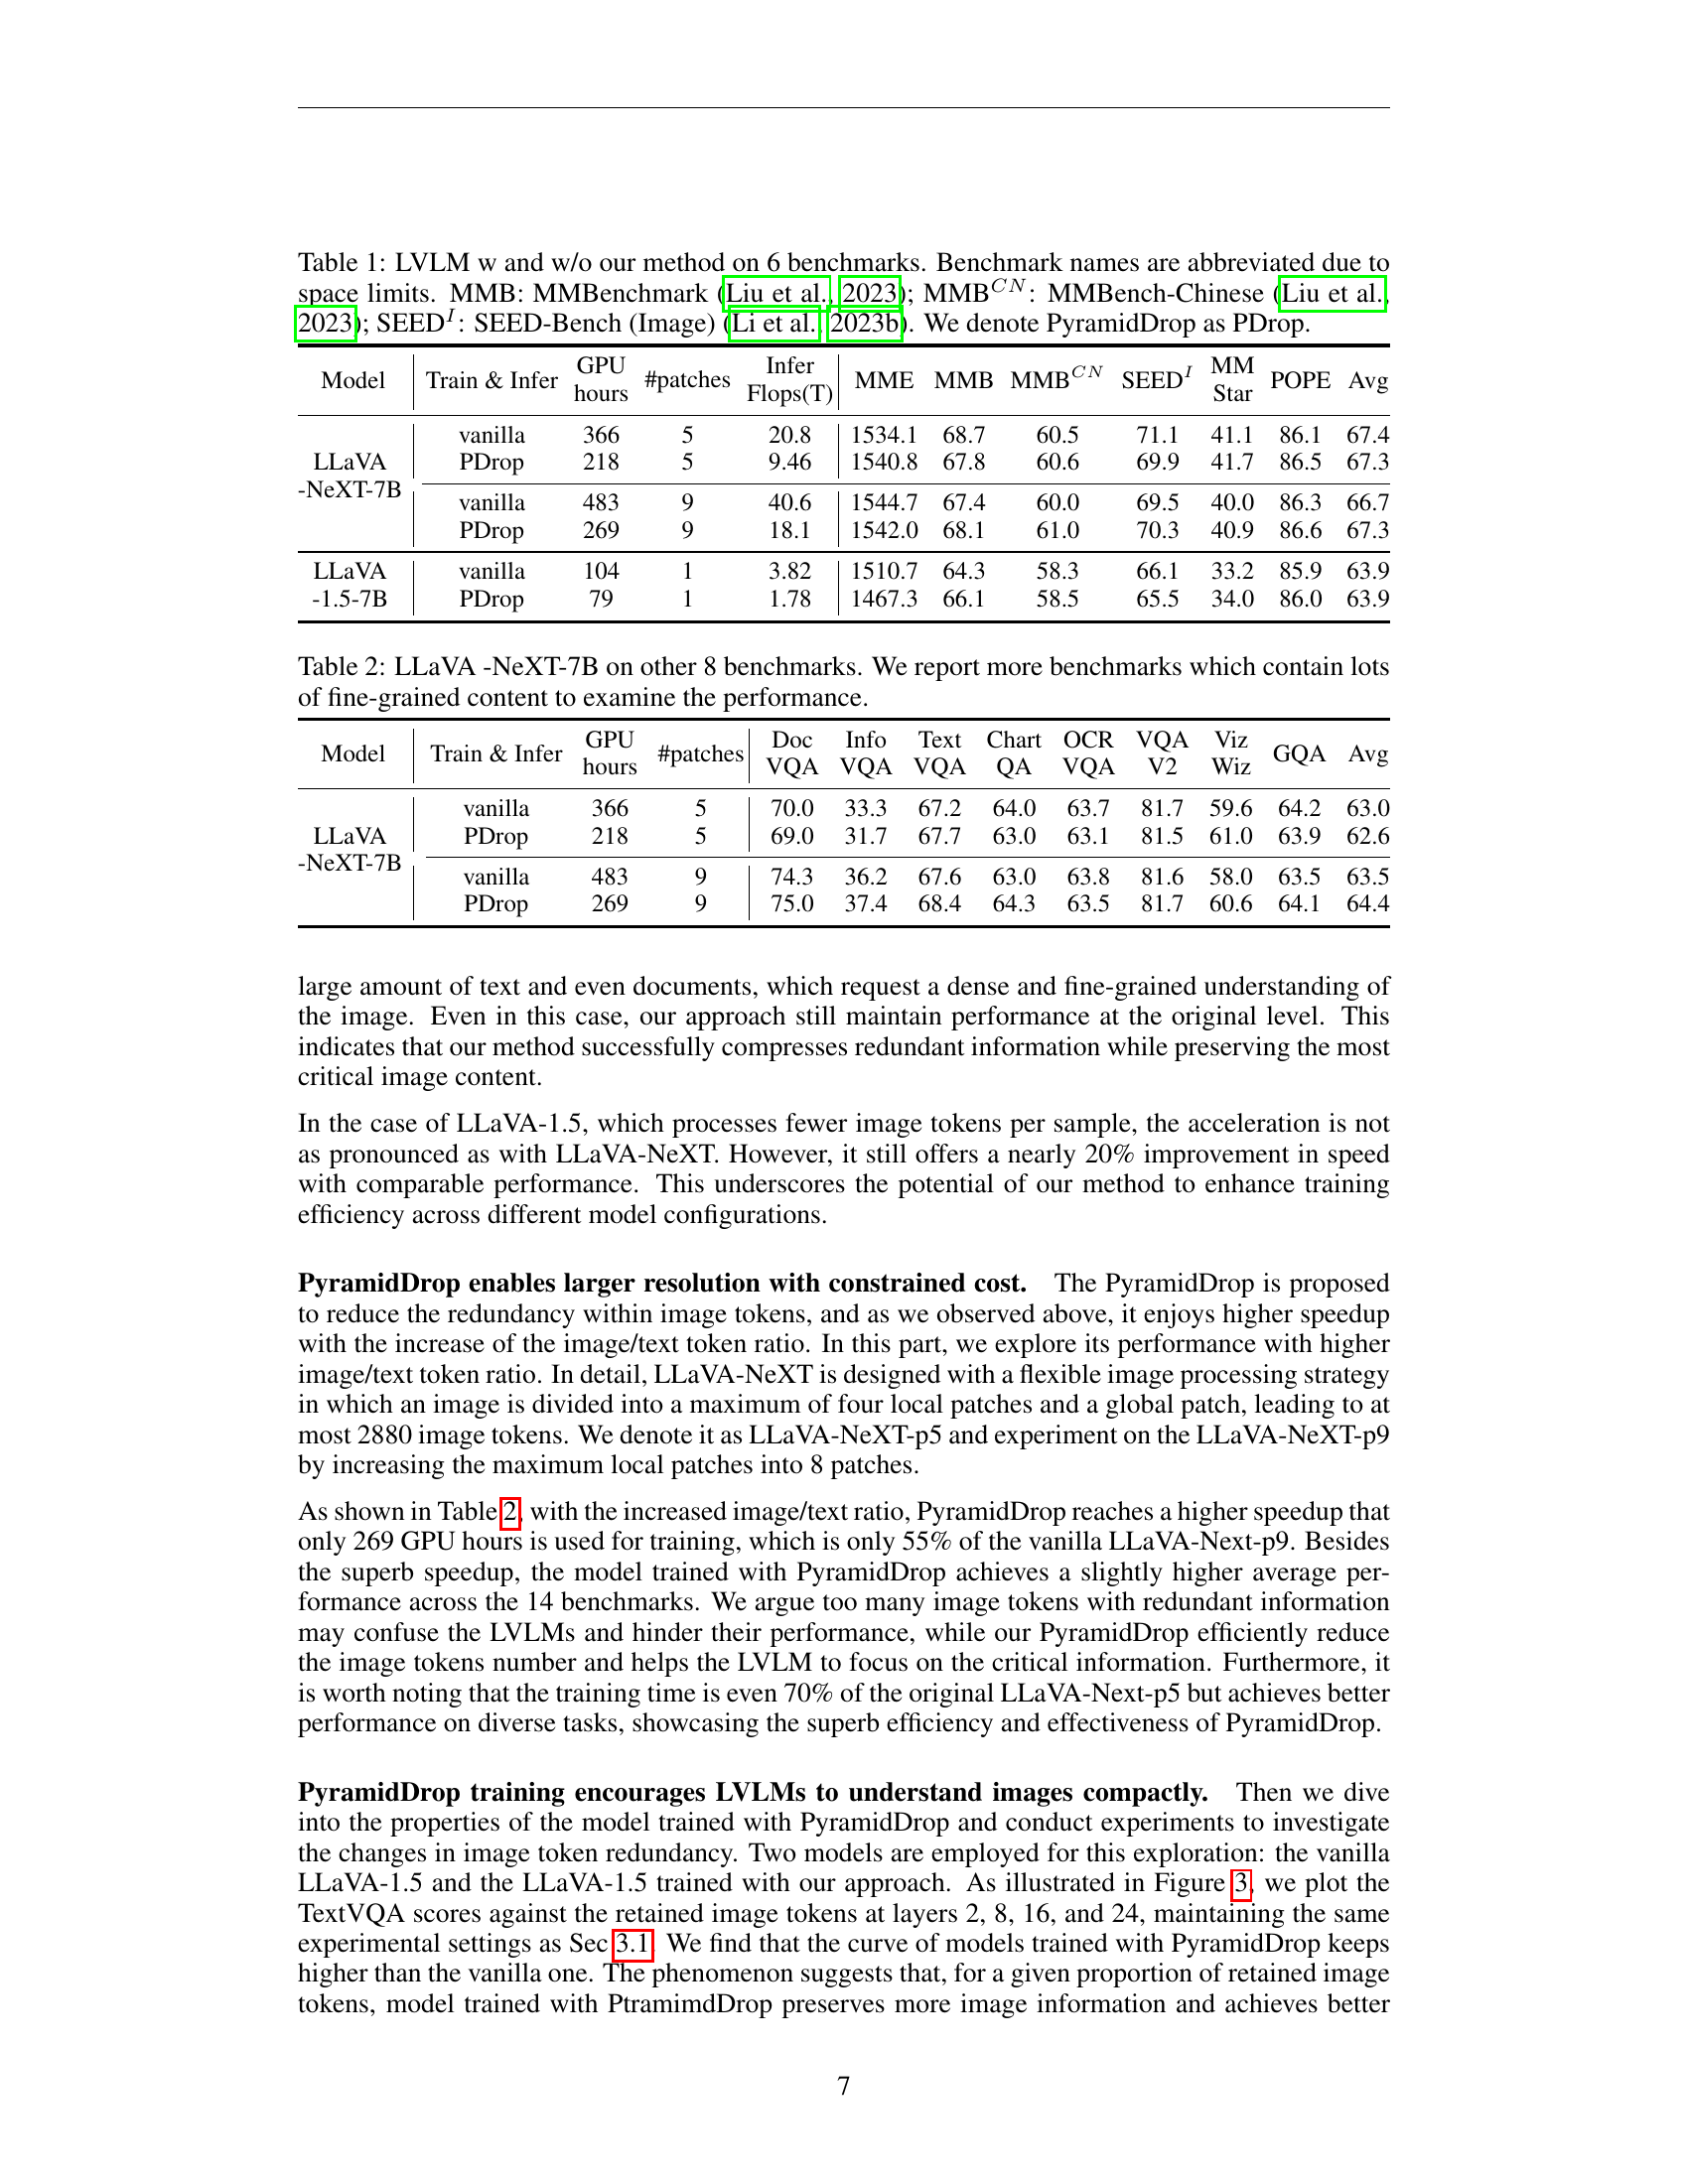 Table 1: LVLM w and w/o our method on 6 benchmarks. Benchmark names are abbreviated due to
space limits. MMB: MMBenchmark (Liu et al., 2023); MMB^CN: MMBench-Chinese (Liu et al.,
2023); SEED^I: SEED-Bench (Image) (Li et al., 2023b). We denote PyramidDrop as PDrop.
Model Train & Infer GPU hours #patches Infer Flops(T) MME MMB MMB^CN SEED^I MM Star POPE Avg
LLaVA -NeXT-7B
vanilla 366 5 20.8 1534.1 68.7 60.5 71.1 41.1 86.1 67.4
PDrop 218 5 9.46 1540.8 67.8 60.6 69.9 41.7 86.5 67.3
vanilla 483 9 40.6 1544.7 67.4 60.0 69.5 40.0 86.3 66.7
PDrop 269 9 18.1 1542.0 68.1 61.0 70.3 40.9 86.6 67.3
LLaVA vanilla 104 1 3.82 1510.7 64.3 58.3 66.1 33.2 85.9 63.9
-1.5-7B PDrop 79 1 1.78 1467.3 66.1 58.5 65.5 34.0 86.0 63.9
Table 2: LLaVA -NeXT-7B on other 8 benchmarks. We report more benchmarks which contain lots
of fine-grained content to examine the performance.
Model Train & Infer GPU hours #patches Doc VQA Info VQA Text VQA Chart QA OCR VQA VQA V2 Viz Wiz GQA Avg
LLaVA -NeXT-7B
vanilla 366 5 70.0 33.3 67.2 64.0 63.7 81.7 59.6 64.2 63.0
PDrop 218 5 69.0 31.7 67.7 63.0 63.1 81.5 61.0 63.9 62.6
vanilla 483 9 74.3 36.2 67.6 63.0 63.8 81.6 58.0 63.5 63.5
PDrop 269 9 75.0 37.4 68.4 64.3 63.5 81.7 60.6 64.1 64.4
large amount of text and even documents, which request a dense and fine-grained understanding of
the image. Even in this case, our approach still maintain performance at the original level. This
indicates that our method successfully compresses redundant information while preserving the most
critical image content.
In the case of LLaVA-1.5, which processes fewer image tokens per sample, the acceleration is not
as pronounced as with LLaVA-NeXT. However, it still offers a nearly 20% improvement in speed
with comparable performance. This underscores the potential of our method to enhance training
efficiency across different model configurations.
PyramidDrop enables larger resolution with constrained cost. The PyramidDrop is proposed
to reduce the redundancy within image tokens, and as we observed above, it enjoys higher speedup
with the increase of the image/text token ratio. In this part, we explore its performance with higher
image/text token ratio. In detail, LLaVA-NeXT is designed with a flexible image processing strategy
in which an image is divided into a maximum of four local patches and a global patch, leading to at
most 2880 image tokens. We denote it as LLaVA-NeXT-p5 and experiment on the LLaVA-NeXT-p9
by increasing the maximum local patches into 8 patches.
As shown in Table 2, with the increased image/text ratio, PyramidDrop reaches a higher speedup that
only 269 GPU hours is used for training, which is only 55% of the vanilla LLaVA-Next-p9. Besides
the superb speedup, the model trained with PyramidDrop achieves a slightly higher average per-
formance across the 14 benchmarks. We argue too many image tokens with redundant information
may confuse the LVLMs and hinder their performance, while our PyramidDrop efficiently reduce
the image tokens number and helps the LVLM to focus on the critical information. Furthermore, it
is worth noting that the training time is even 70% of the original LLaVA-Next-p5 but achieves better
performance on diverse tasks, showcasing the superb efficiency and effectiveness of PyramidDrop.
PyramidDrop training encourages LVLMs to understand images compactly. Then we dive
into the properties of the model trained with PyramidDrop and conduct experiments to investigate
the changes in image token redundancy. Two models are employed for this exploration: the vanilla
LLaVA-1.5 and the LLaVA-1.5 trained with our approach. As illustrated in Figure 3, we plot the
TextVQA scores against the retained image tokens at layers 2, 8, 16, and 24, maintaining the same
experimental settings as Sec 3.1. We find that the curve of models trained with PyramidDrop keeps
higher than the vanilla one. The phenomenon suggests that, for a given proportion of retained image
tokens, model trained with PtramimdDrop preserves more image information and achieves better
7